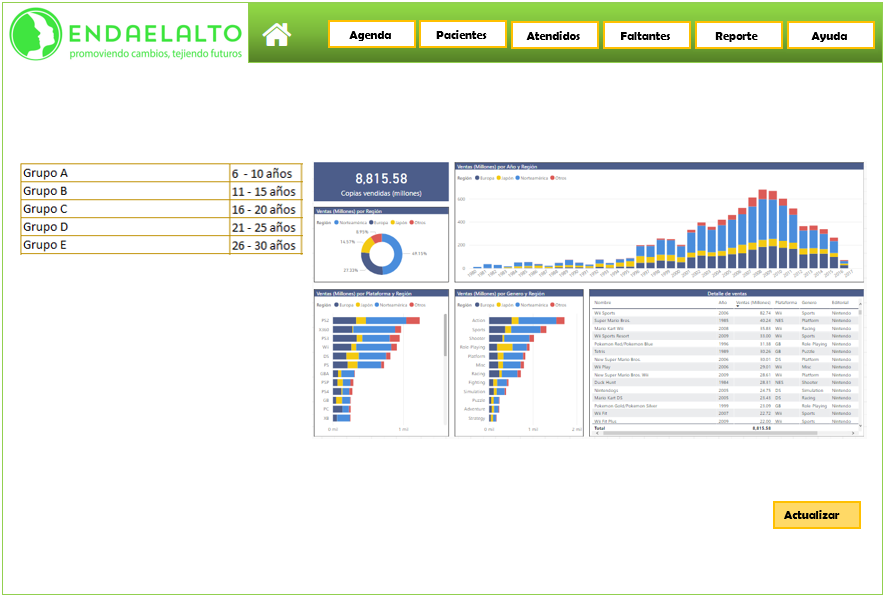 ENDAELALTO
promoviendo cambios, tejiendo futuros
Agenda
Pacientes
Atendidos
Faltantes
Reporte
Ayuda
Grupo A 6 - 10 años
Grupo B 11 - 15 años
Grupo C 16 - 20 años
Grupo D 21 - 25 años
Grupo E 26 - 30 años
8,815.58
Copias vendidas (millones)
Ventas (Millones) por Región
Región Norteamérica Europa Japón Otros
8.95%
14.57%
49.15%
Ventas (Millones) por Año y Región
Región Europa Japón Norteamérica Otros
600
400
200
0
Ventas (Millones) por Plataforma y Región
Región Europa Japón Norteamérica Otros
PS2
X360
PS3
Wii
DS
PS
GBA
PSP
PS4
GB
PC
XB
0 mil 1 mil
Ventas (Millones) por Genero y Región
Región Europa Japón Norteamérica Otros
Action
Sports
Shooter
Role-Playing
Platform
Misc
Racing
Fighting
Simulation
Puzzle
Adventure
Strategy
0 mil 1 mil 2 mil
Detalle de ventas
Nombre Año Ventas (Millones) Plataforma Genero Editorial
Wii Sports 2006 82.74 Wii Sports Nintendo
Super Mario Bros. 1985 40.24 NES Platform Nintendo
Mario Kart Wii 2008 35.83 Wii Racing Nintendo
Wii Sports Resort 2009 33.00 Wii Sports Nintendo
Pokemon Red/Pokemon Blue 1996 31.38 GB Role-Playing Nintendo
Tetris 1989 30.26 GB Puzzle Nintendo
New Super Mario Bros. 2006 30.01 DS Platform Nintendo
Wii Play 2006 29.01 Wii Misc Nintendo
New Super Mario Bros. Wii 2009 28.61 Wii Platform Nintendo
Duck Hunt 1984 28.31 NES Shooter Nintendo
Nintendogs 2005 24.75 DS Simulation Nintendo
Mario Kart DS 2005 23.41 DS Racing Nintendo
Pokemon Gold/Pokemon Silver 1999 23.09 GB Role-Playing Nintendo
Wii Fit 2007 22.72 Wii Sports Nintendo
Wii Fit Plus 2009 22.00 Wii Sports Nintendo
Total 8,815.58
Actualizar